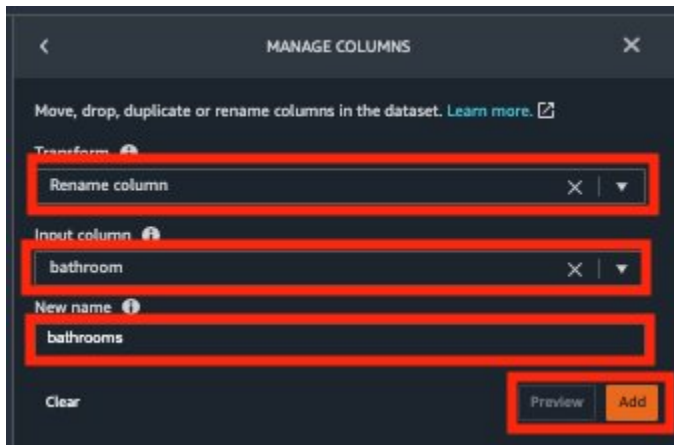 MANAGE COLUMNS
Move, drop, duplicate or rename columns in the dataset. Learn more.
Transform
Rename column
Input column
bathroom
New name
bathrooms
Clear Preview Add